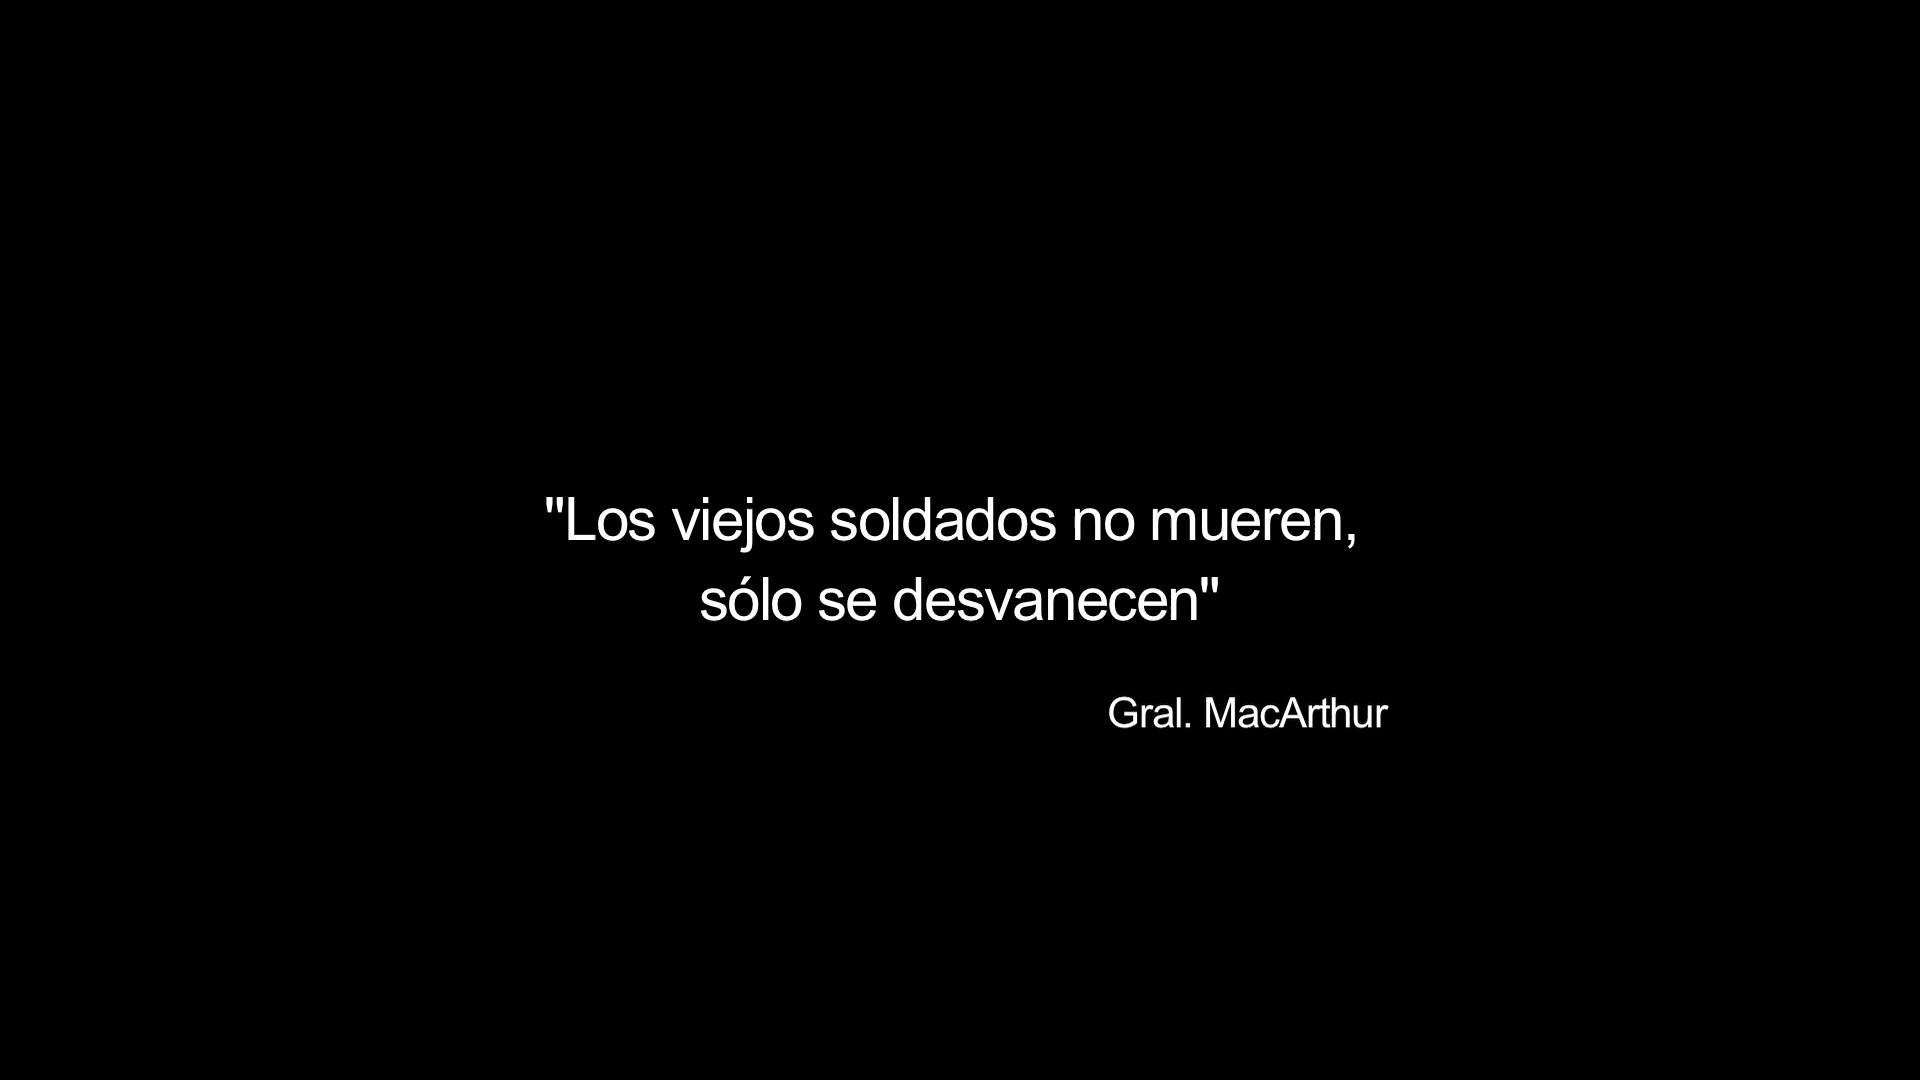 "Los viejos soldados no mueren,
sólo se desvanecen"
Gral. MacArthur